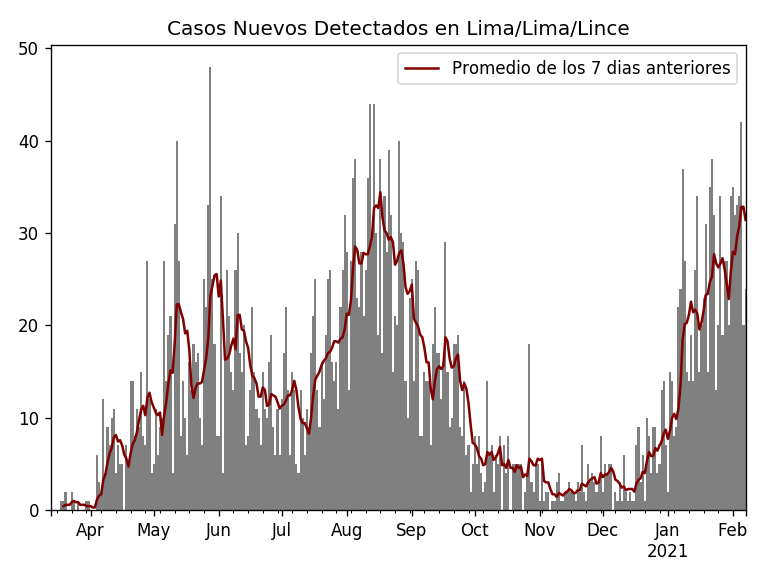 Casos Nuevos Detectados en Lima/Lima/Lince
Promedio de los 7 dias anteriores
50
40
30
20
10
0
Apr May Jun Jul Aug Sep Oct Nov Dec Jan Feb
2021